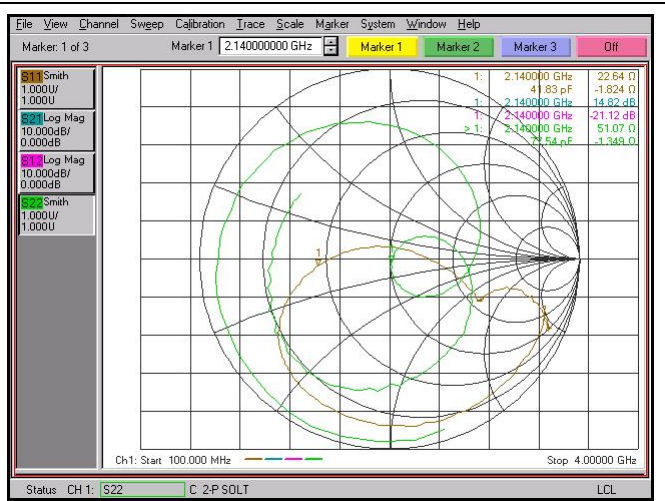 File View Channel Sweep Calibration Trace Scale Marker System Window Help
Marker: 1 of 3 Marker 1 2.140000000 GHz Marker 1 Marker 2 Marker 3 Off
S11 Smith
1.000U/
1.000U
S21 Log Mag
10.000dB/
0.000dB
S12 Log Mag
10.000dB/
0.000dB
S22 Smith
1.000U/
1.000U
1: 2.140000 GHz 22.64 Ω
41.83 pF -1.824 Ω
1: 2.140000 GHz 14.82 dB
1: 2.140000 GHz -21.12 dB
> 1: 2.140000 GHz 51.07 Ω
-1.349 Ω
1
Ch1: Start 100.000 MHz Stop 4.00000 GHz
Status CH 1: S22 C 2-P SOLT LCL